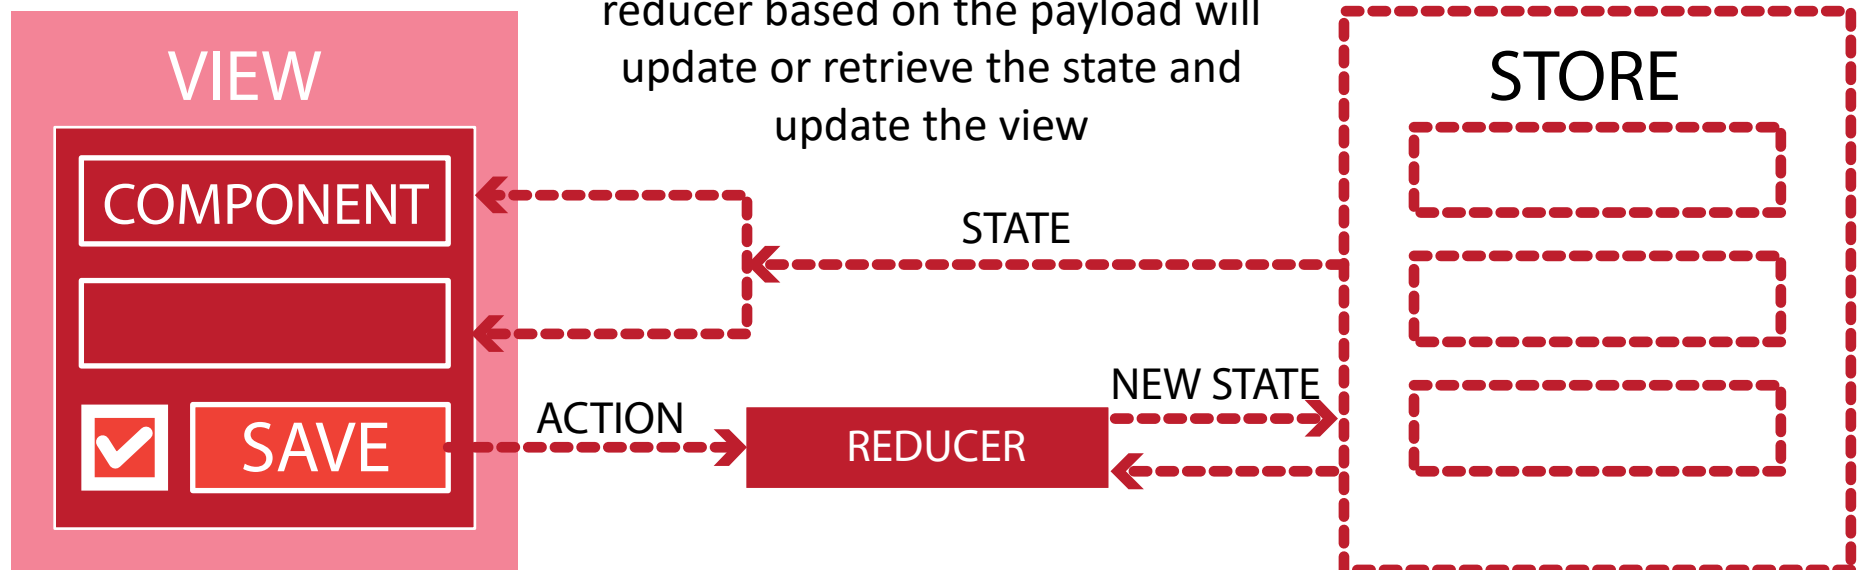 reducer based on the payload will
update or retrieve the state and
update the view
VIEW
COMPONENT
SAVE
ACTION
STATE
REDUCER
NEW STATE
STORE